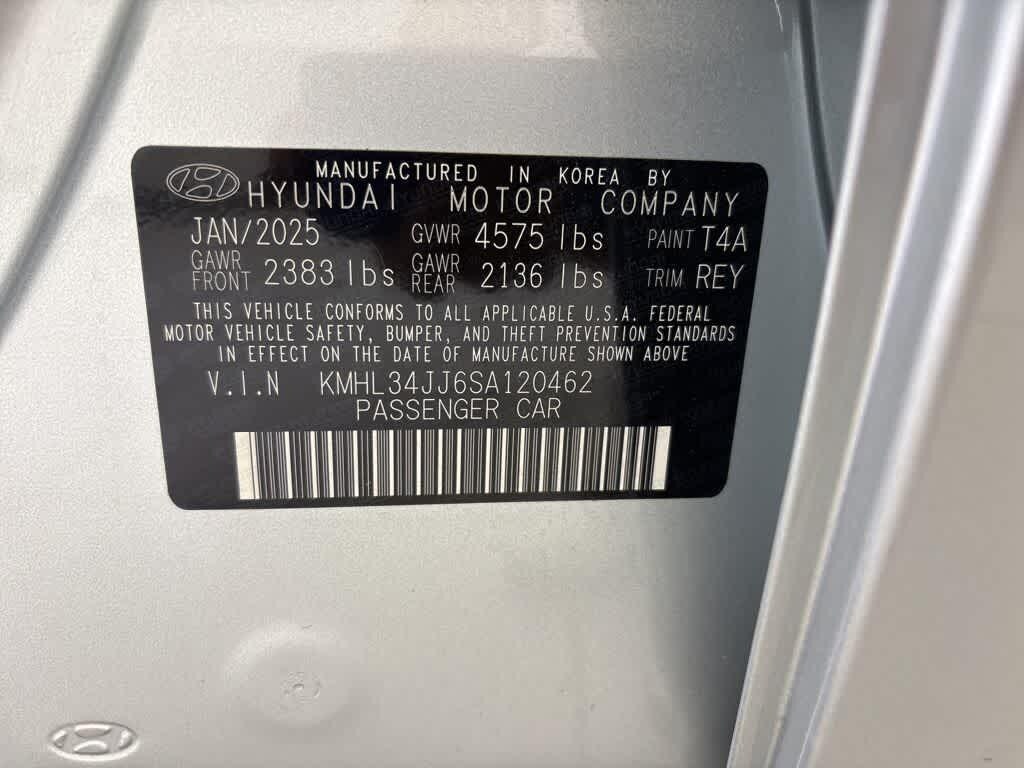 MANUFACTURED IN KOREA BY
HYUNDAI MOTOR COMPANY
JAN/2025 GVWR 4575 lbs PAINT T4A
GAWR FRONT 2383 lbs GAWR REAR 2136 lbs TRIM REY
THIS VEHICLE CONFORMS TO ALL APPLICABLE U.S.A. FEDERAL
MOTOR VEHICLE SAFETY, BUMPER, AND THEFT PREVENTION STANDARDS
IN EFFECT ON THE DATE OF MANUFACTURE SHOWN ABOVE
V.I.N KMHL34JJ6SA120462
PASSENGER CAR